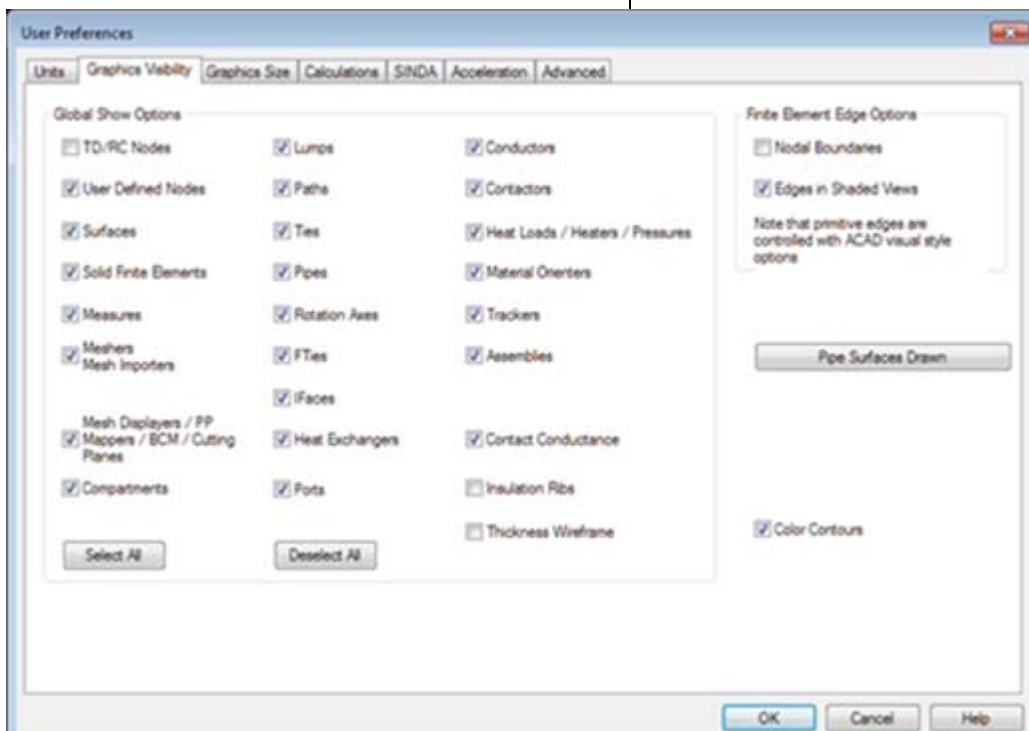 User Preferences
Units Graphics Visibility Graphics Size Calculations SINDA Acceleration Advanced
Global Show Options
TD/RC Nodes
User Defined Nodes
Surfaces
Solid Finite Elements
Measures
Meshers
Mesh Importers
Mesh Displayers / PP
Mappers / BCM / Cutting
Planes
Compartments
Select All
Lumps
Paths
Ties
Pipes
Rotation Axes
FTies
IFaces
Heat Exchangers
Ports
Deselect All
Conductors
Contactors
Heat Loads / Heaters / Pressures
Material Orienters
Trackers
Assemblies
Contact Conductance
Insulation Ribs
Thickness Wireframe
Finite Element Edge Options
Nodal Boundaries
Edges in Shaded Views
Note that primitive edges are
controlled with ACAD visual style
options
Pipe Surfaces Drawn
Color Contours
OK Cancel Help